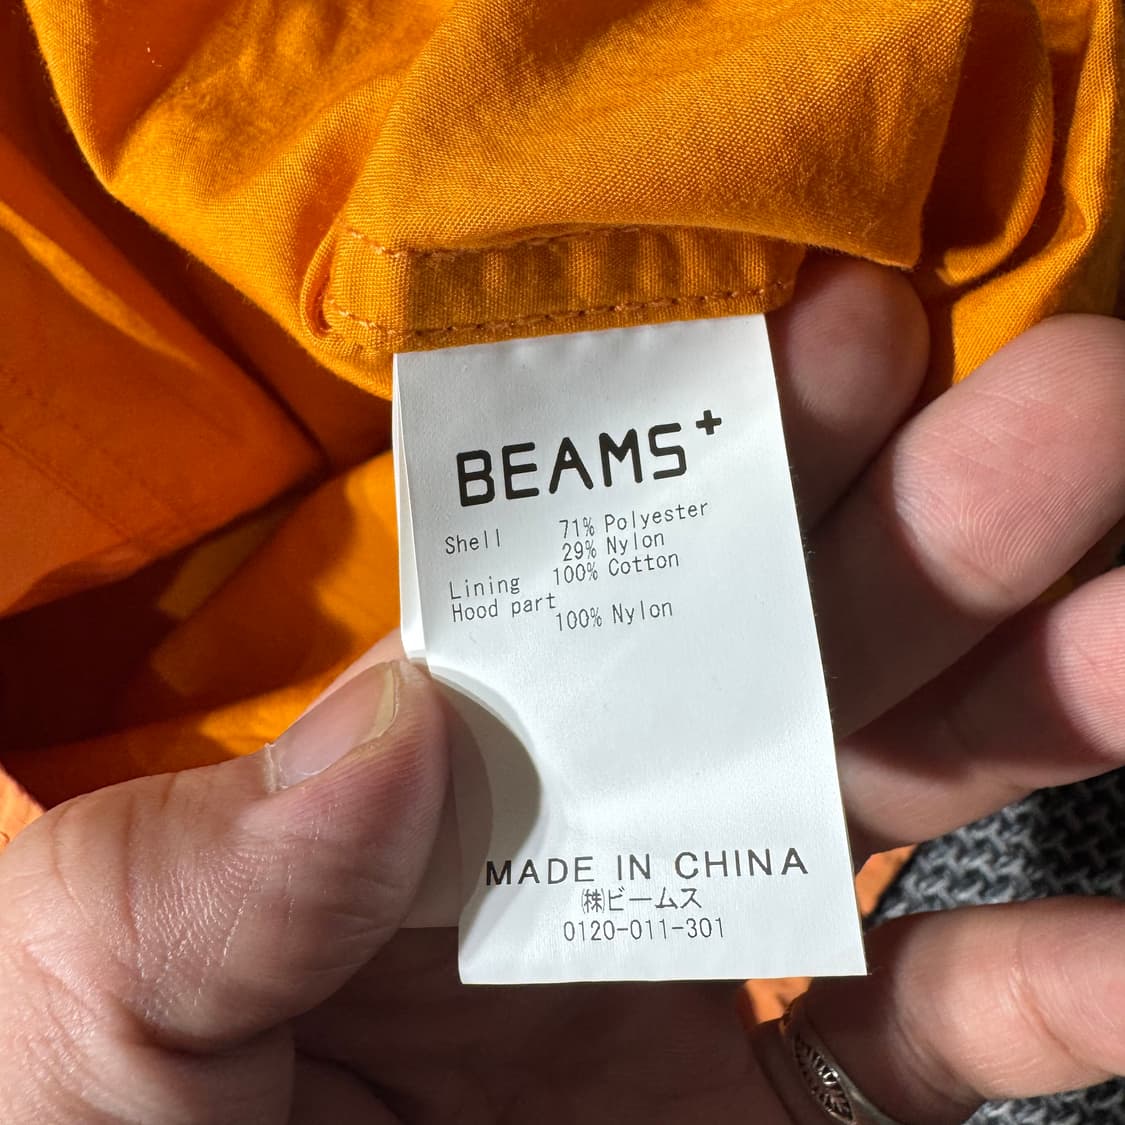 BEAMS+
Shell 71% Polyester
29% Nylon
Lining 100% Cotton
Hood part
100% Nylon
MADE IN CHINA
㈱ビームス
0120-011-301